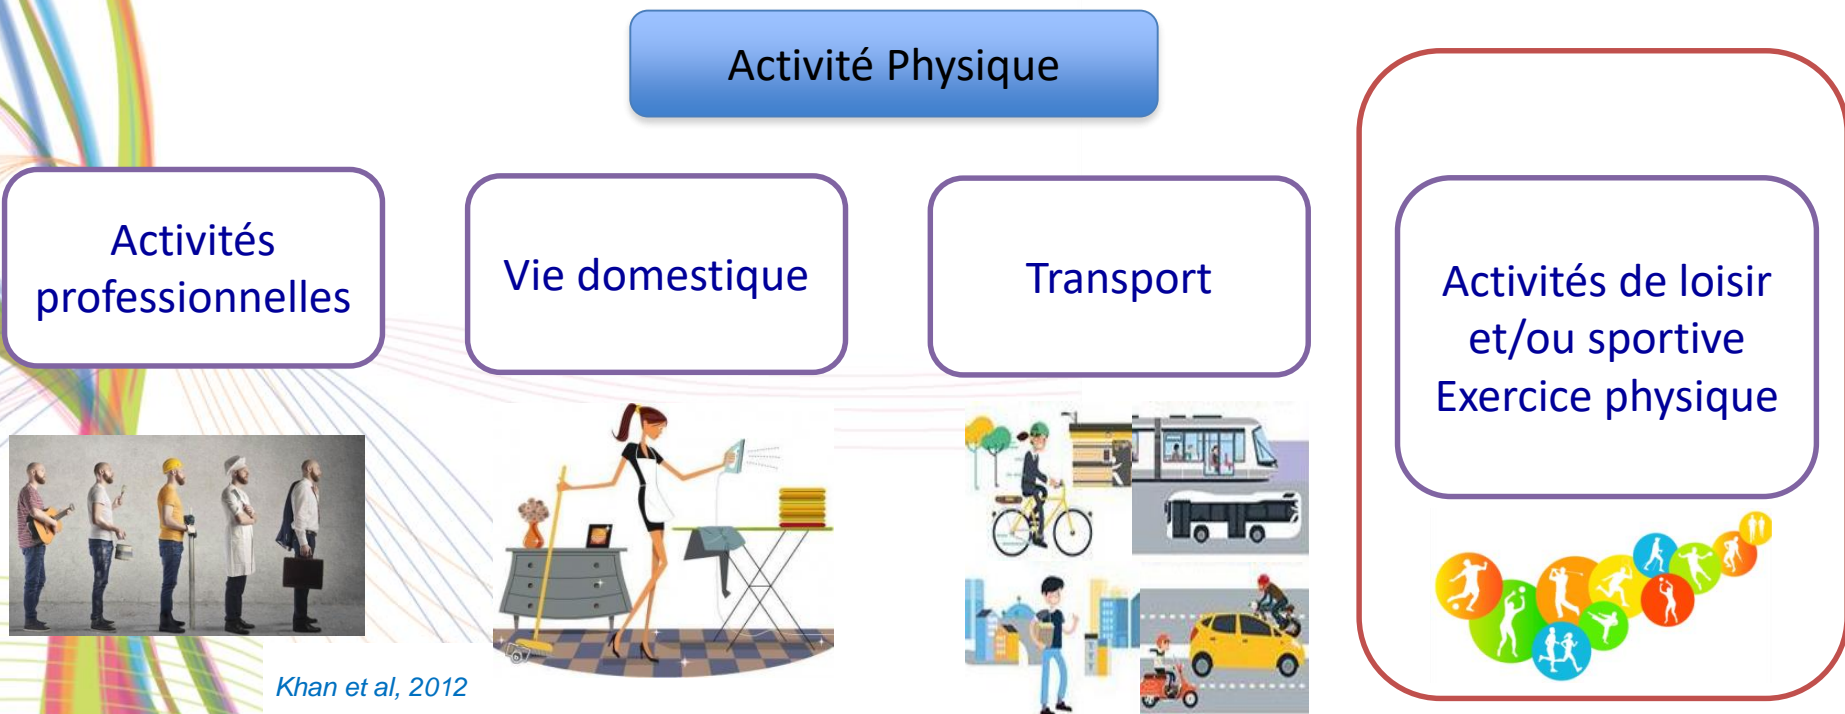 Activité Physique
Activités
professionnelles
Vie domestique
Transport
Activités de loisir
et/ou sportive
Exercice physique
Khan et al, 2012